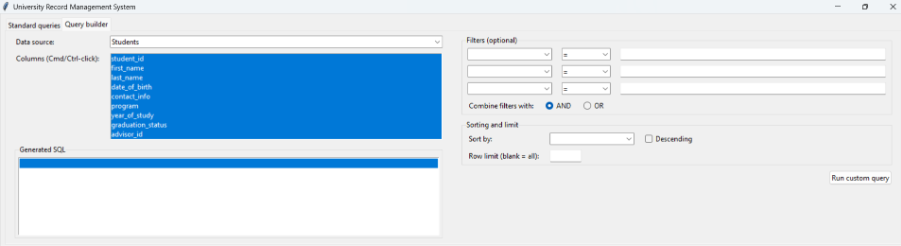 University Record Management System
Standard queries Query builder
Data source: Students
Columns (Cmd/Ctrl-click): student_id
first_name
last_name
date_of_birth
contact_info
program
year_of_study
graduation_status
advisor_id
Generated SQL
Filters (optional)
=
=
=
Combine filters with: AND OR
Sorting and limit
Sort by: Descending
Row limit (blank = all):
Run custom query